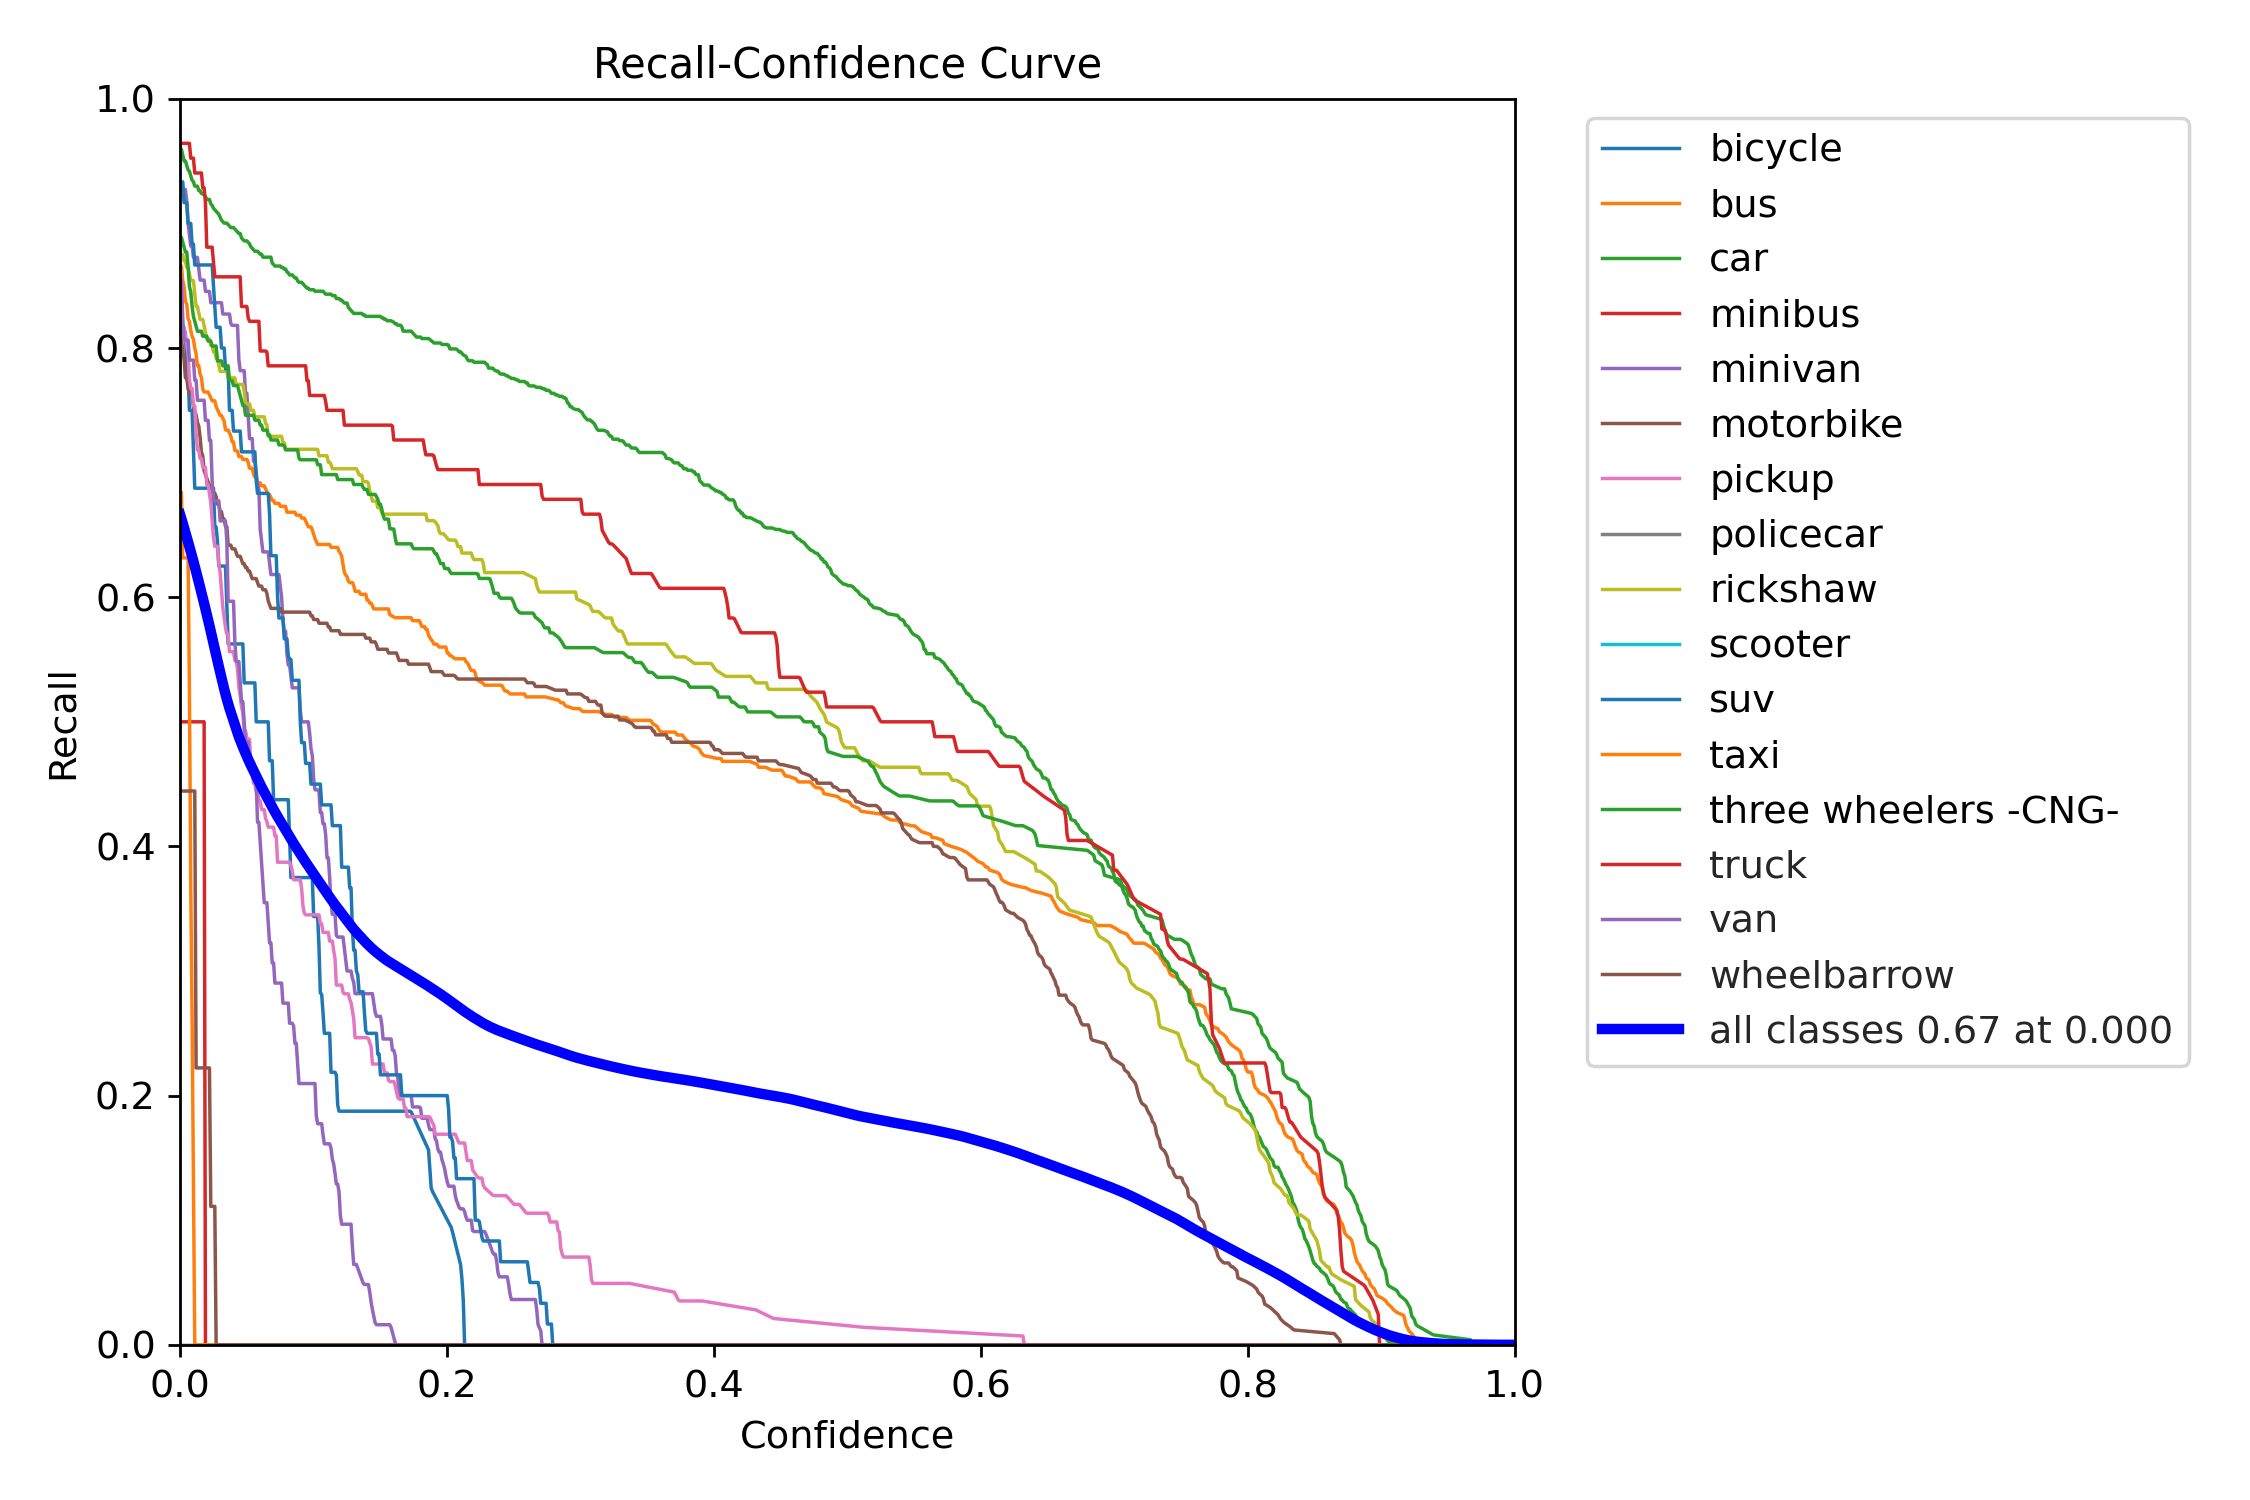 Recall-Confidence Curve
1.0
0.8
0.6
0.4
0.2
0.0
Recall
0.0 0.2 0.4 0.6 0.8 1.0
Confidence
bicycle
bus
car
minibus
minivan
motorbike
pickup
policecar
rickshaw
scooter
suv
taxi
three wheelers -CNG-
truck
van
wheelbarrow
all classes 0.67 at 0.000